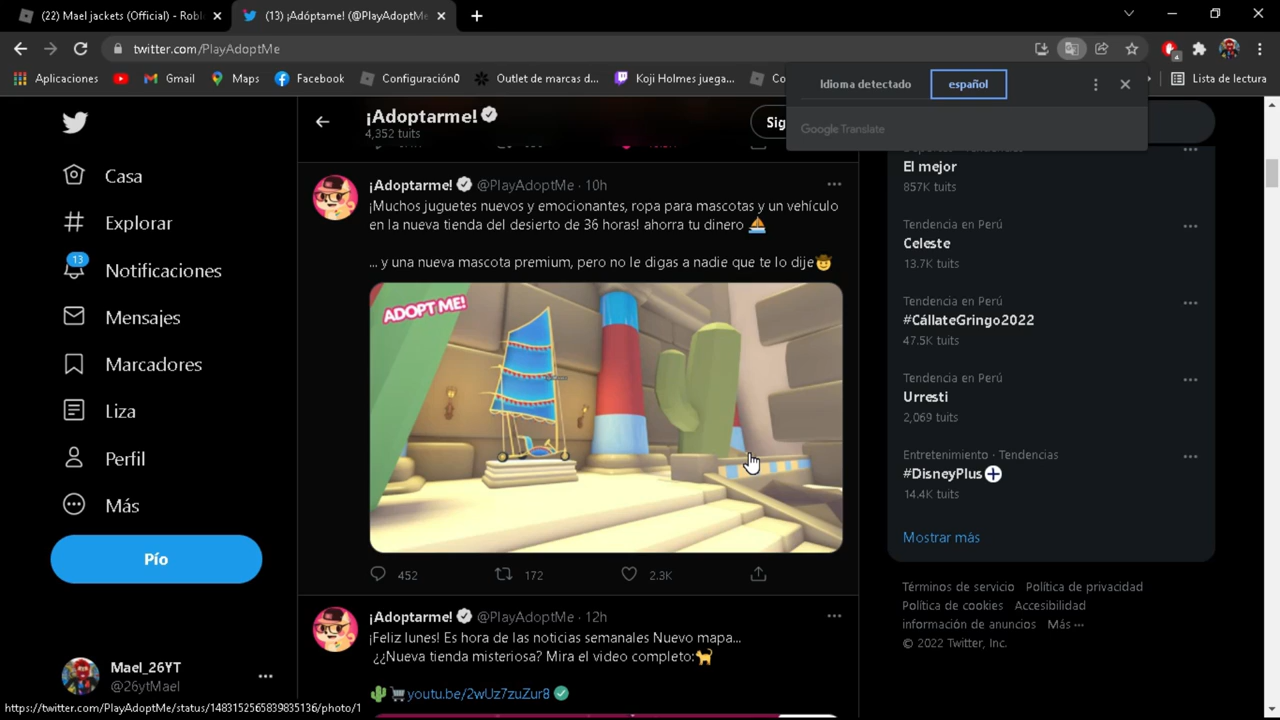 (22) Mael jackets (Official) - Robl
(13) ¡Adóptame! (@PlayAdoptMe
twitter.com/PlayAdoptMe
Aplicaciones
Gmail
Maps
Facebook
Configuración0
Outlet de marcas d...
Koji Holmes juega...
Co
Lista de lectura
Idioma detectado
español
Google Translate
¡Adoptarme!
4,352 tuits
Sig
Casa
Explorar
13
Notificaciones
Mensajes
Marcadores
Liza
Perfil
Más
Pío
Mael_26YT
@26ytMael
¡Adoptarme! @PlayAdoptMe · 10h
¡Muchos juguetes nuevos y emocionantes, ropa para mascotas y un vehículo
en la nueva tienda del desierto de 36 horas! ahorra tu dinero ⛵
... y una nueva mascota premium, pero no le digas a nadie que te lo dije🤠
ADOPT ME!
452
172
2.3K
¡Adoptarme! @PlayAdoptMe · 12h
¡Feliz lunes! Es hora de las noticias semanales Nuevo mapa...
¿¿Nueva tienda misteriosa? Mira el video completo:🐈
🌵🛒youtu.be/2wUz7zuZur8
El mejor
857K tuits
Tendencia en Perú
Celeste
13.7K tuits
Tendencia en Perú
#CállateGringo2022
47.5K tuits
Tendencia en Perú
Urresti
2,069 tuits
Entretenimiento · Tendencias
#DisneyPlus
14.4K tuits
Mostrar más
Términos de servicio Política de privacidad
Política de cookies Accesibilidad
información de anuncios Más ···
© 2022 Twitter, Inc.
https://twitter.com/PlayAdoptMe/status/1483152565839835136/photo/1